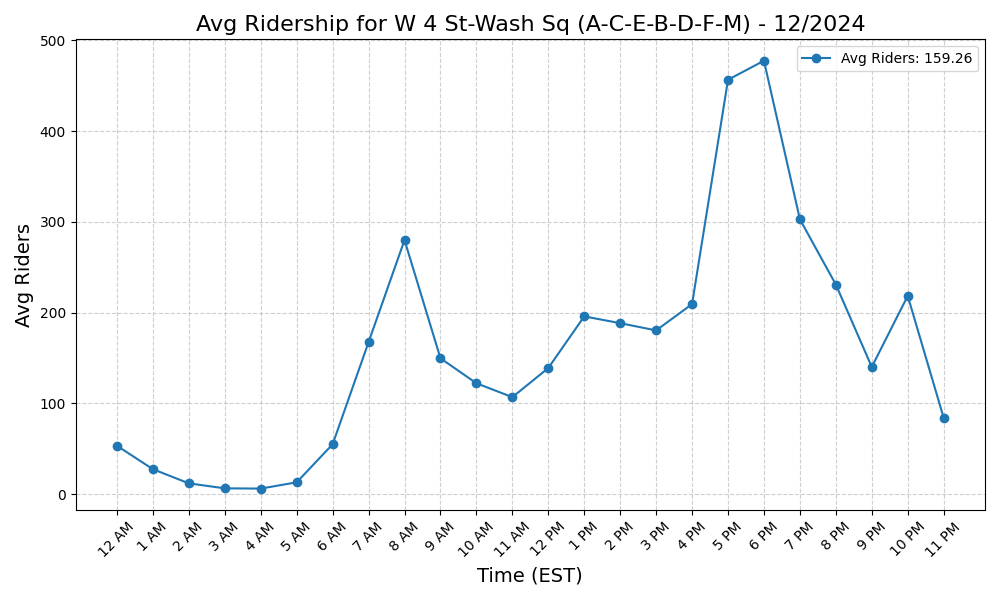 Avg Ridership for W 4 St-Wash Sq (A-C-E-B-D-F-M) - 12/2024
Avg Riders: 159.26
500
400
300
200
100
0
Avg Riders
12 AM
1 AM
2 AM
3 AM
4 AM
5 AM
6 AM
7 AM
8 AM
9 AM
10 AM
11 AM
12 PM
1 PM
2 PM
3 PM
4 PM
5 PM
6 PM
7 PM
8 PM
9 PM
10 PM
11 PM
Time (EST)